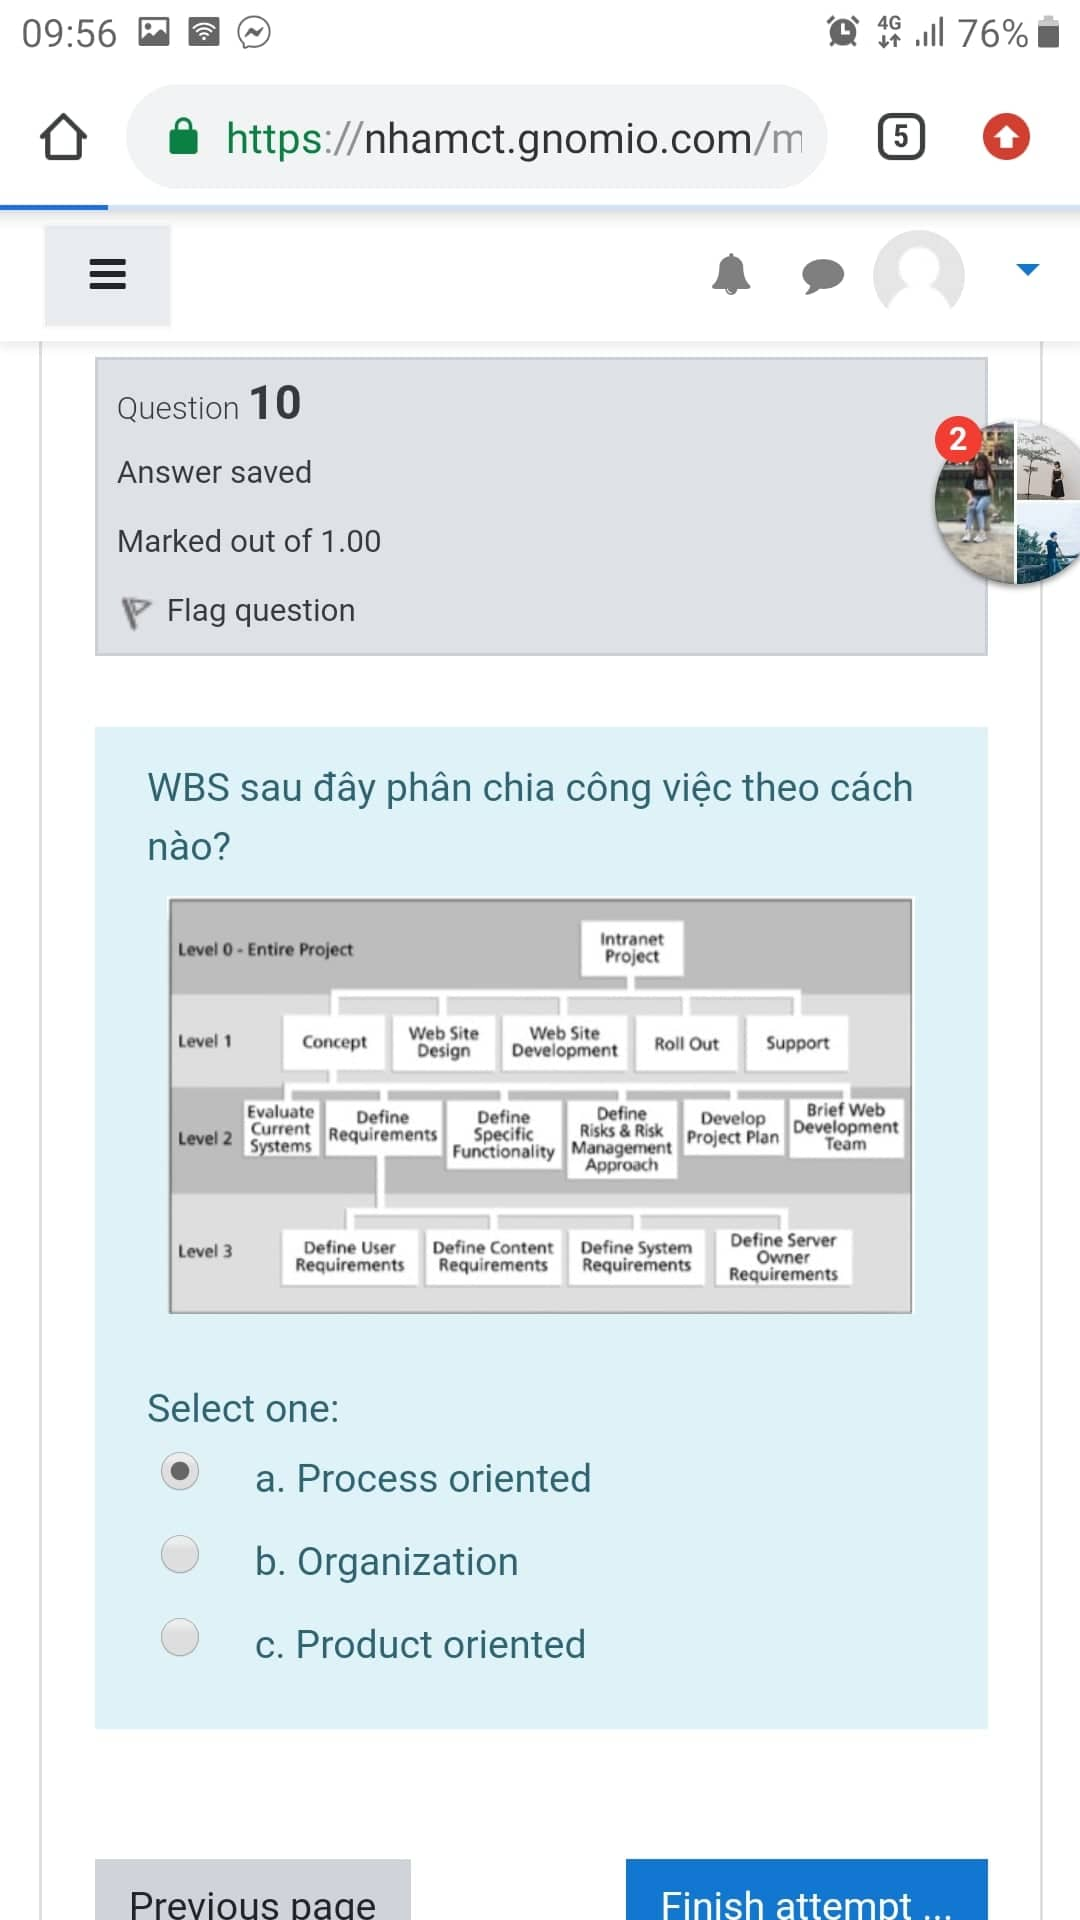 09:56
4G
76%
https://nhamct.gnomio.com/m
5
Question 10
Answer saved
Marked out of 1.00
Flag question
2
WBS sau đây phân chia công việc theo cách
nào?
Level 0 - Entire Project
Intranet
Project
Level 1
Concept
Web Site
Design
Web Site
Development
Roll Out
Support
Level 2
Evaluate
Current
Systems
Define
Requirements
Define
Specific
Functionality
Define
Risks & Risk
Management
Approach
Develop
Project Plan
Brief Web
Development
Team
Level 3
Define User
Requirements
Define Content
Requirements
Define System
Requirements
Define Server
Owner
Requirements
Select one:
a. Process oriented
b. Organization
c. Product oriented
Previous page
Finish attempt ...